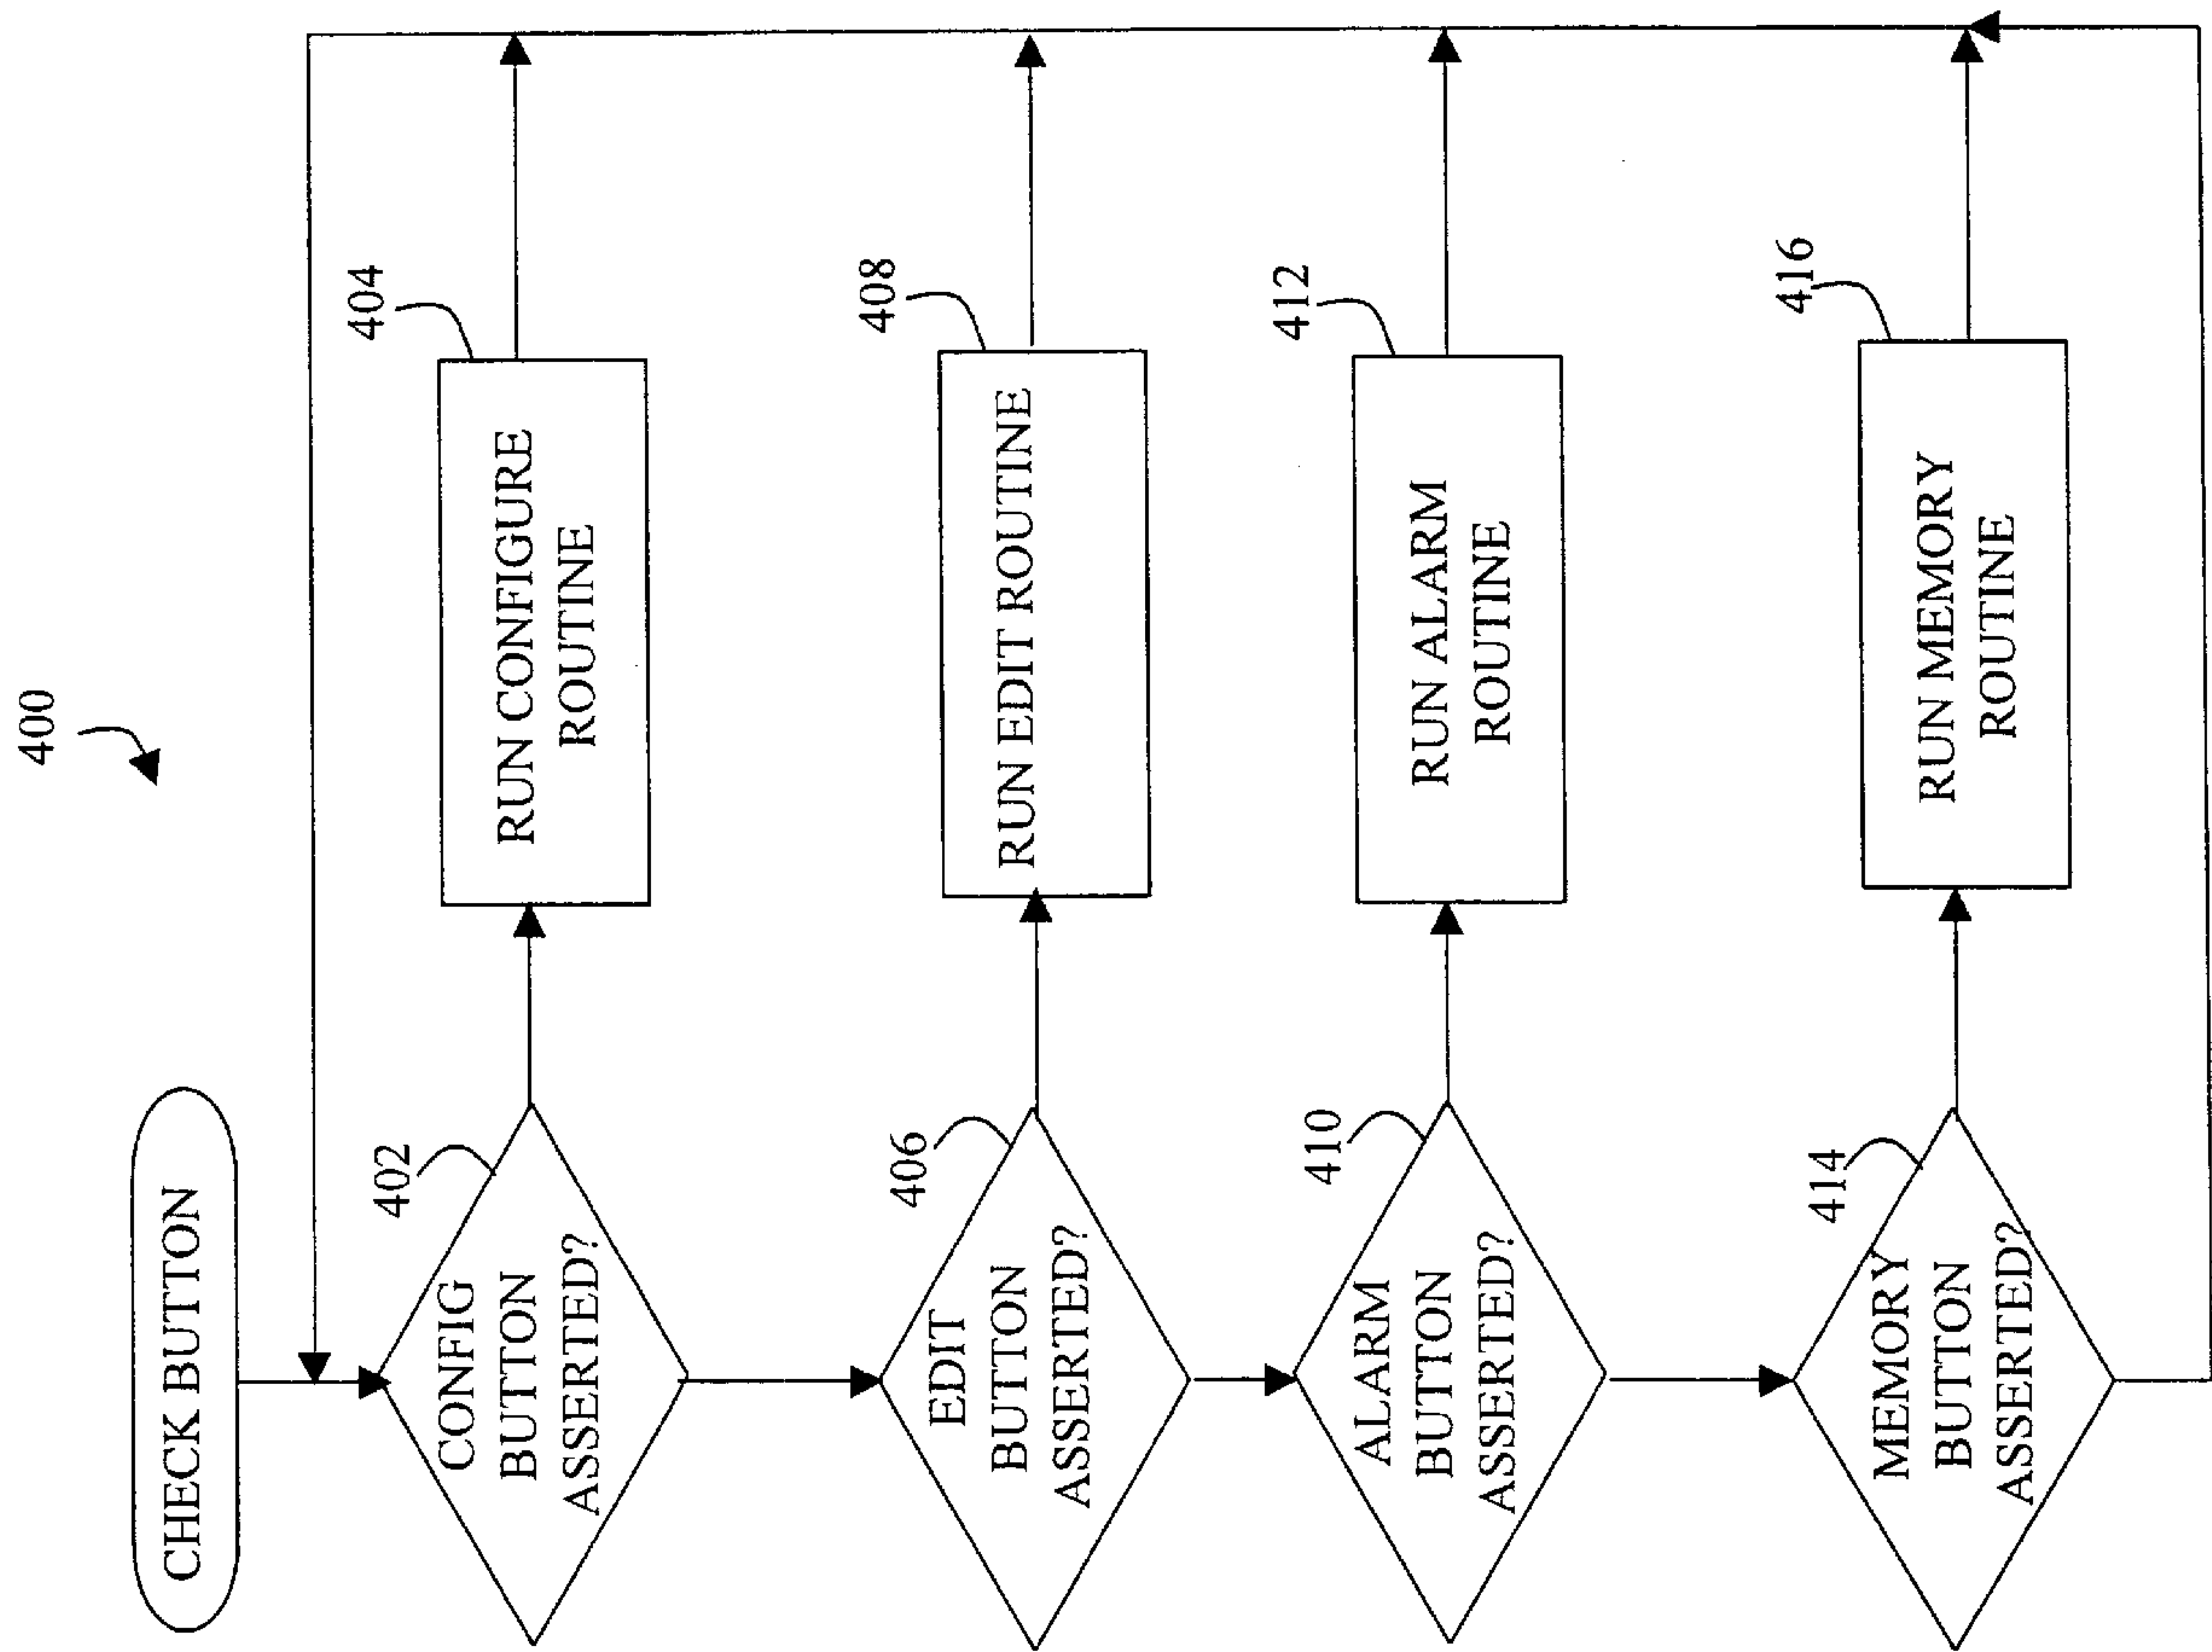 400
CHECK BUTTON
402
CONFIG
BUTTON
ASSERTED?
404
RUN CONFIGURE
ROUTINE
406
EDIT
BUTTON
ASSERTED?
408
RUN EDIT ROUTINE
410
ALARM
BUTTON
ASSERTED?
412
RUN ALARM
ROUTINE
414
MEMORY
BUTTON
ASSERTED?
416
RUN MEMORY
ROUTINE